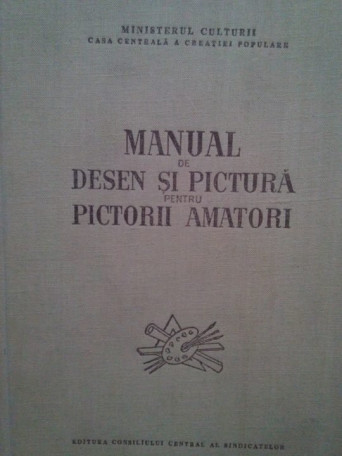 MINISTERUL CULTURII
CASA CENTRALĂ A CREAȚIEI POPULARE
MANUAL
DE
DESEN ȘI PICTURĂ
PENTRU
PICTORII AMATORI
EDITURA CONSILIULUI CENTRAL AL SINDICATELOR